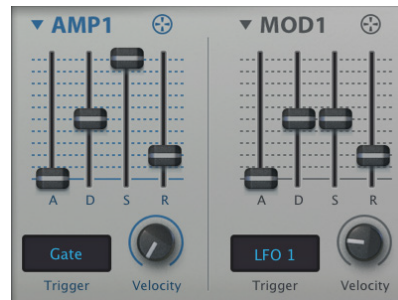 AMP1
A D S R
Gate
Trigger Velocity
MOD1
A D S R
LFO 1
Trigger Velocity